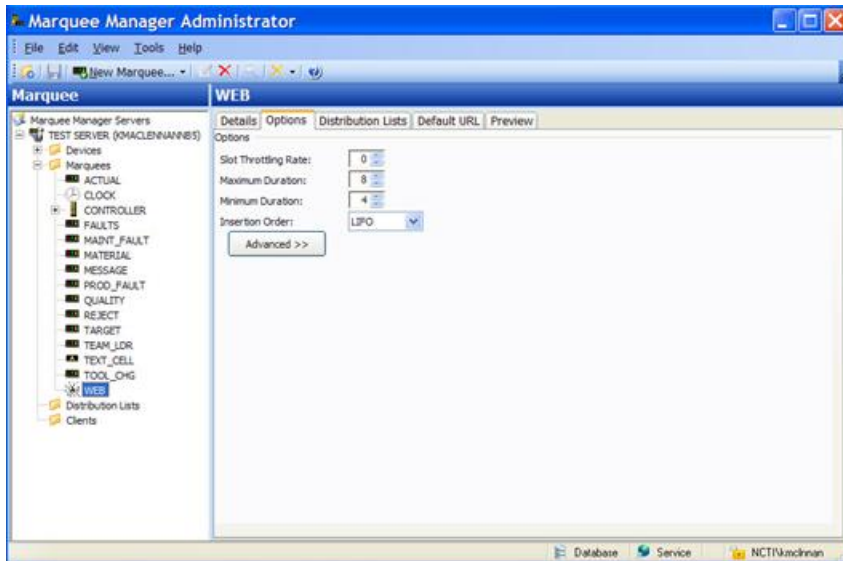 Marquee Manager Administrator
File Edit View Tools Help
New Marquee...
Marquee
WEB
Marquee Manager Servers
TEST SERVER (KMACLENNANNB5)
Devices
Marquees
ACTUAL
CLOCK
CONTROLLER
FAULTS
MAINT_FAULT
MATERIAL
MESSAGE
PROD_FAULT
QUALITY
REJECT
TARGET
TEAM_LDR
TEXT_CELL
TOOL_CHG
WEB
Distribution Lists
Clients
Details Options Distribution Lists Default URL Preview
Options
Slot Throttling Rate: 0
Maximum Duration: 8
Minimum Duration: 4
Insertion Order: LIFO
Advanced >>
Database Service NCTI\kmclnnan